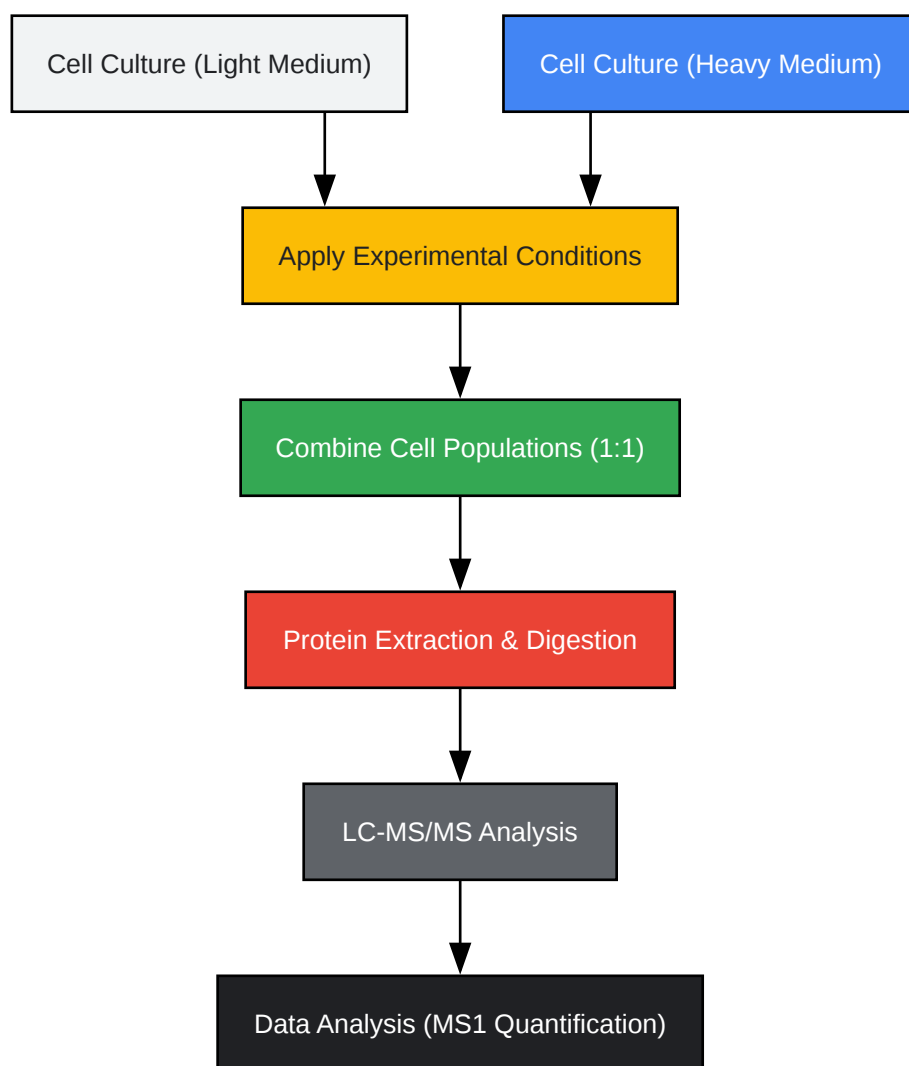 Cell Culture (Light Medium)
Cell Culture (Heavy Medium)
Apply Experimental Conditions
Combine Cell Populations (1:1)
Protein Extraction & Digestion
LC-MS/MS Analysis
Data Analysis (MS1 Quantification)